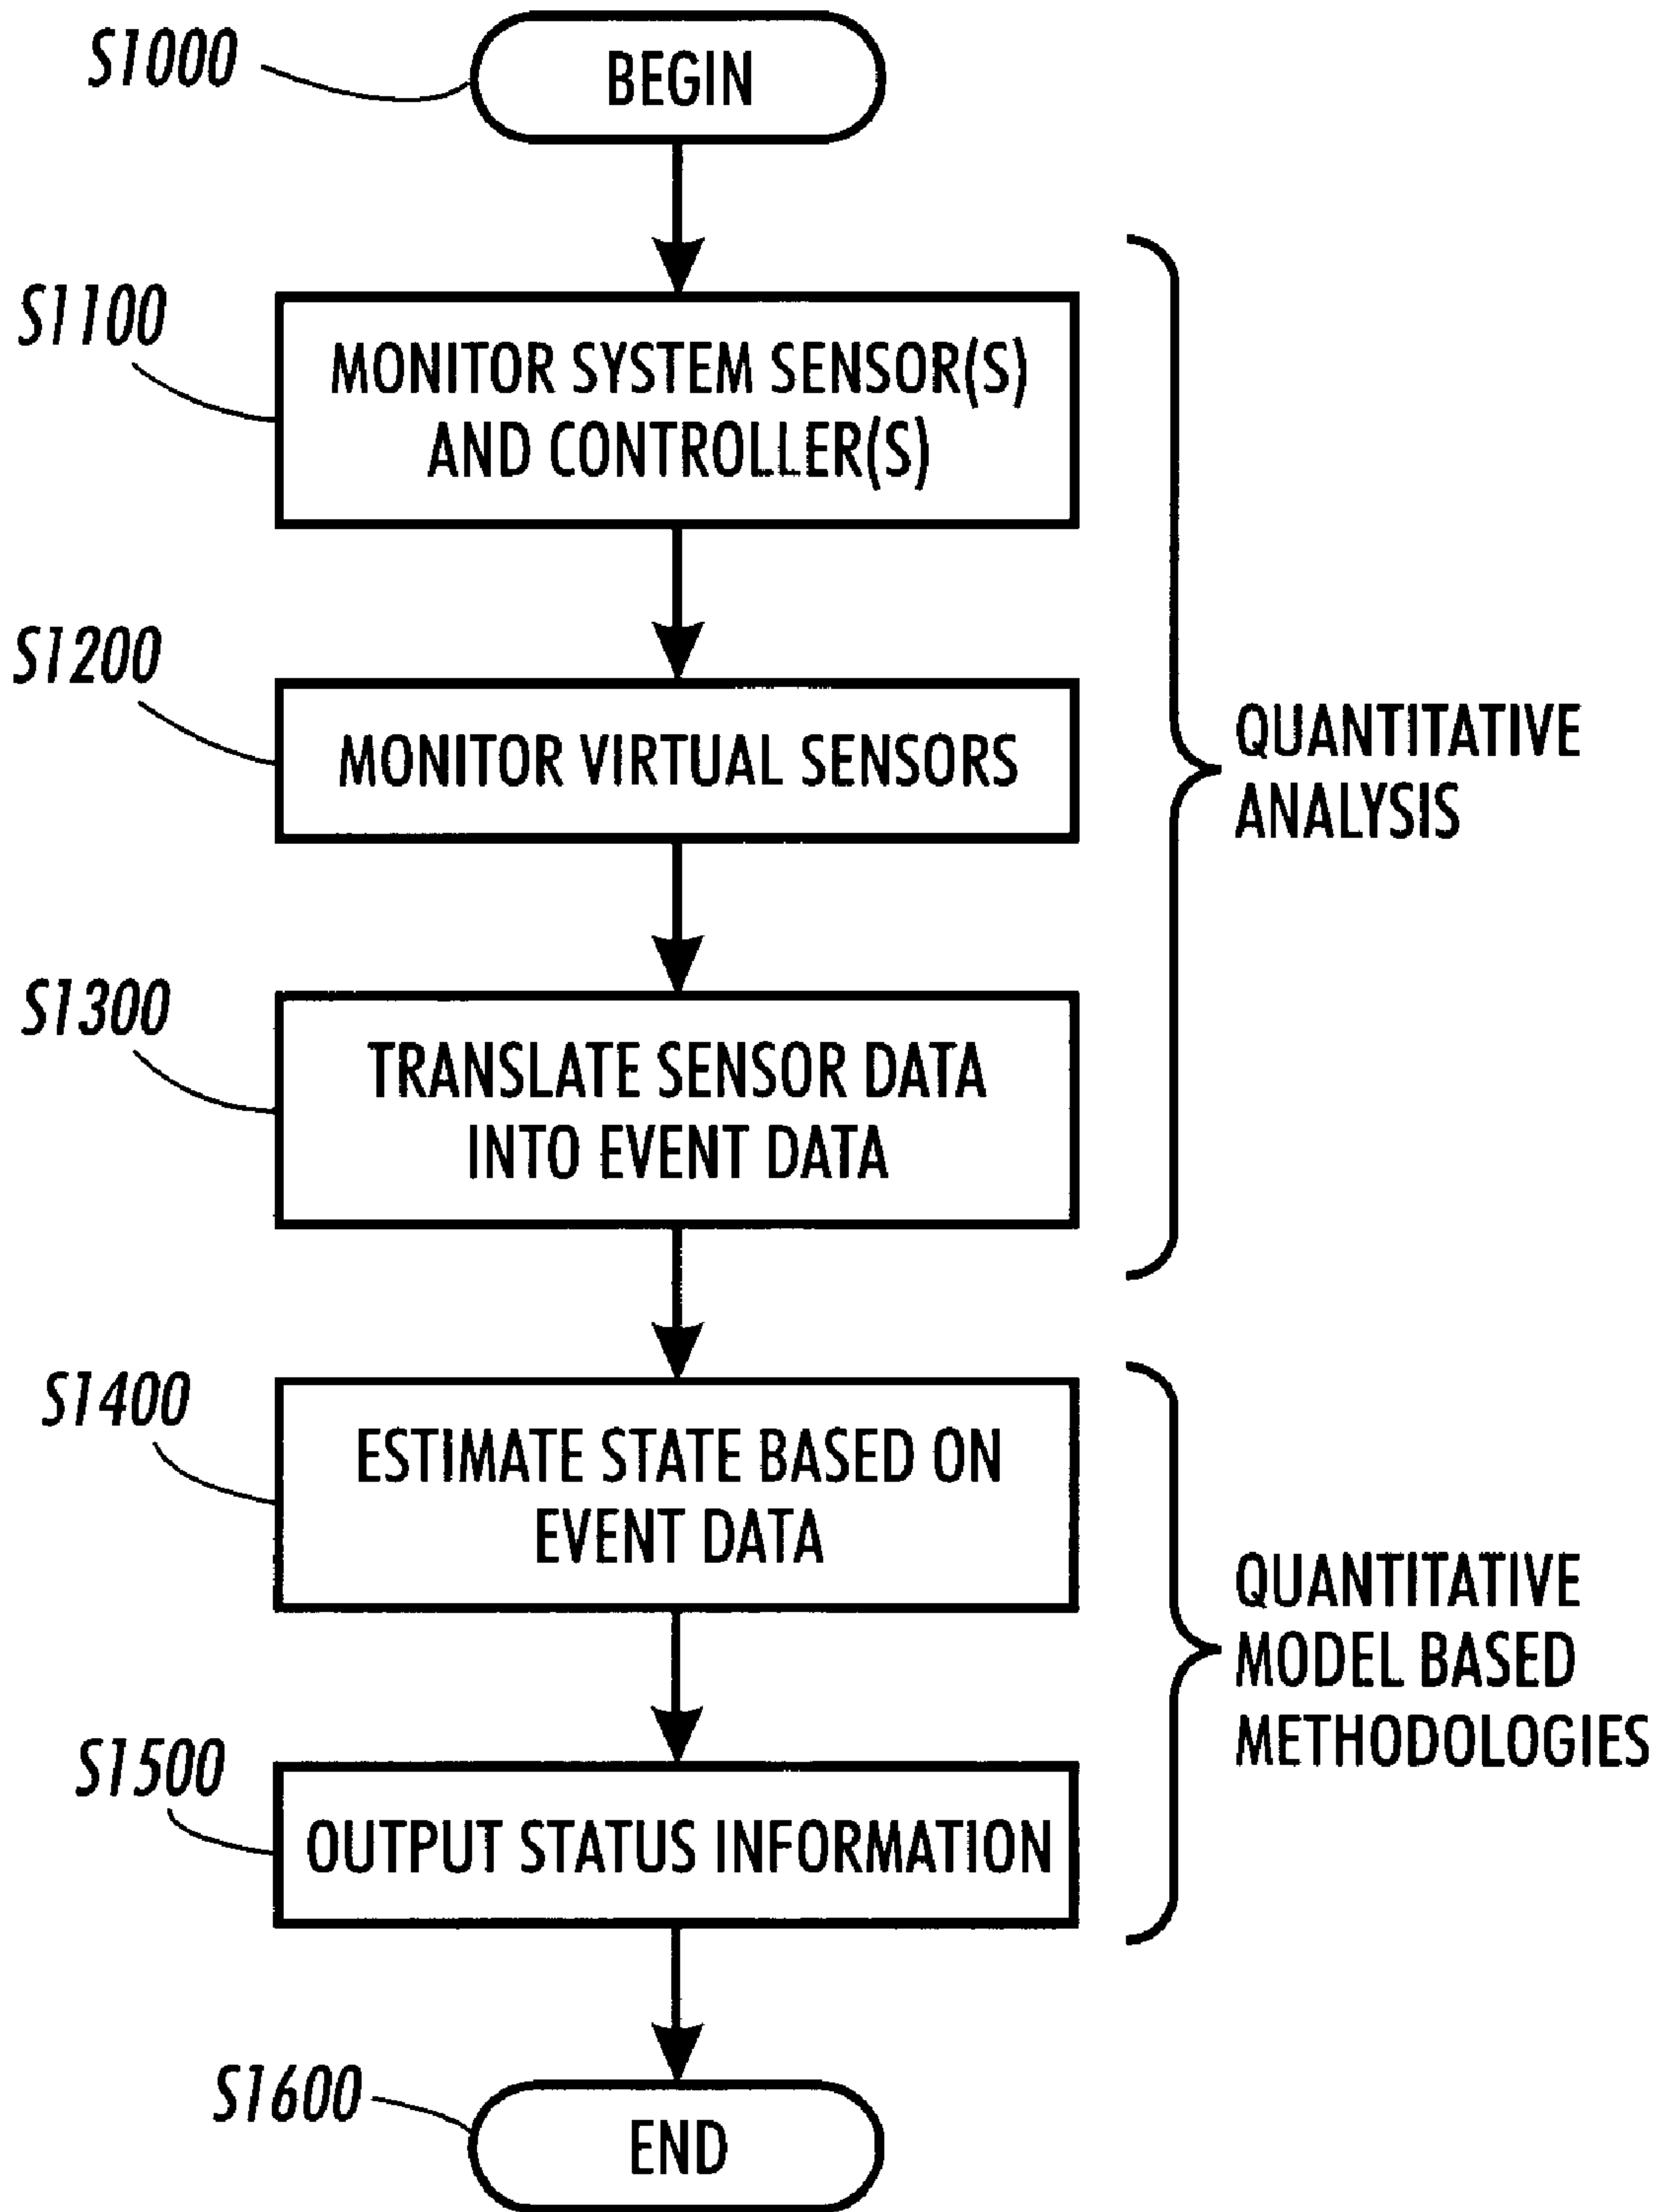 S1000
BEGIN
S1100
MONITOR SYSTEM SENSOR(S)
AND CONTROLLER(S)
S1200
MONITOR VIRTUAL SENSORS
QUANTITATIVE
ANALYSIS
S1300
TRANSLATE SENSOR DATA
INTO EVENT DATA
S1400
ESTIMATE STATE BASED ON
EVENT DATA
QUANTITATIVE
MODEL BASED
METHODOLOGIES
S1500
OUTPUT STATUS INFORMATION
S1600
END